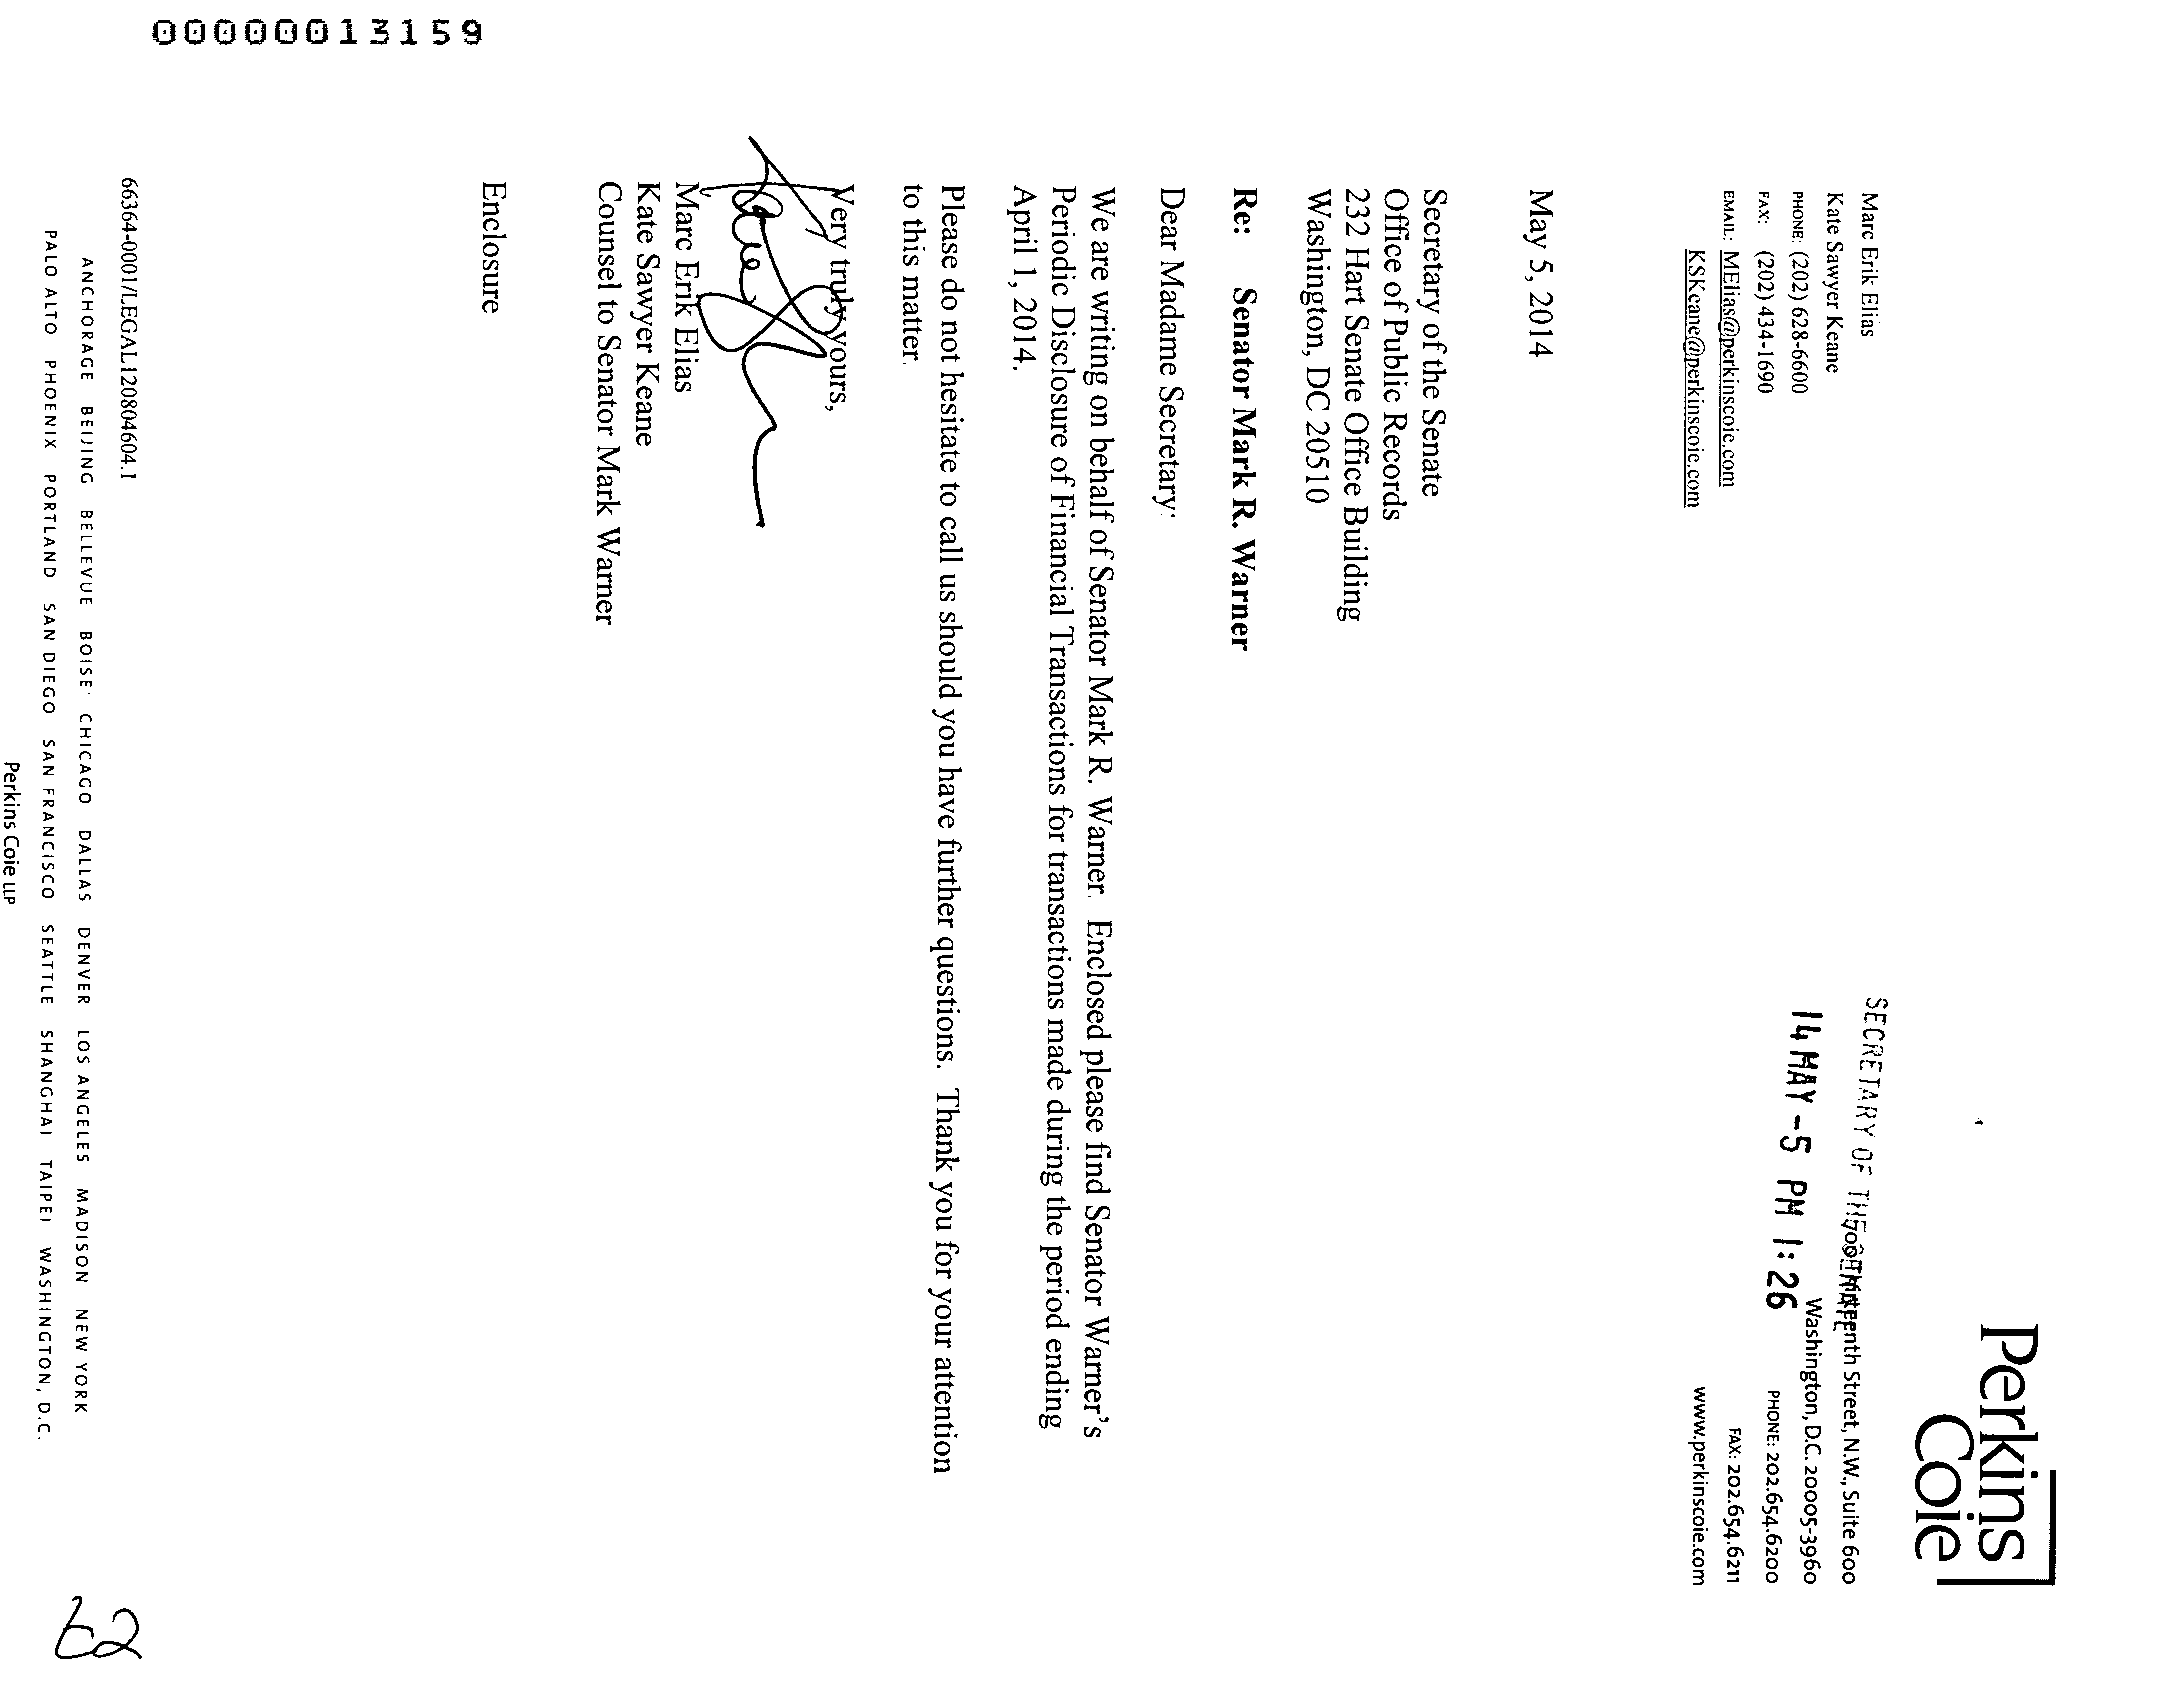 Perkins
Coie
SECRETARY OF THE SENATE
14 MAY -5 PM 1:26
700 Thirteenth Street, N.W., Suite 600
Washington, D.C. 20005-3960
PHONE: 202.654.6200
FAX: 202.654.6211
www.perkinscoie.com
Marc Erik Elias
Kate Sawyer Keane
PHONE: (202) 628-6600
FAX: (202) 434-1690
EMAIL: MElias@perkinscoie.com
KSKeane@perkinscoie.com
May 5, 2014
Secretary of the Senate
Office of Public Records
232 Hart Senate Office Building
Washington, DC 20510
Re: Senator Mark R. Warner
Dear Madame Secretary:
We are writing on behalf of Senator Mark R. Warner. Enclosed please find Senator Warner's
Periodic Disclosure of Financial Transactions for transactions made during the period ending
April 1, 2014.
Please do not hesitate to call us should you have further questions. Thank you for your attention
to this matter.
Very truly yours,
Marc Erik Elias
Kate Sawyer Keane
Counsel to Senator Mark Warner
Enclosure
66364-0001/LEGAL120804604.1
ANCHORAGE BEIJING BELLEVUE BOISE CHICAGO DALLAS DENVER LOS ANGELES MADISON NEW YORK
PALO ALTO PHOENIX PORTLAND SAN DIEGO SAN FRANCISCO SEATTLE SHANGHAI TAIPEI WASHINGTON, D.C.
Perkins Coie LLP
00000013159